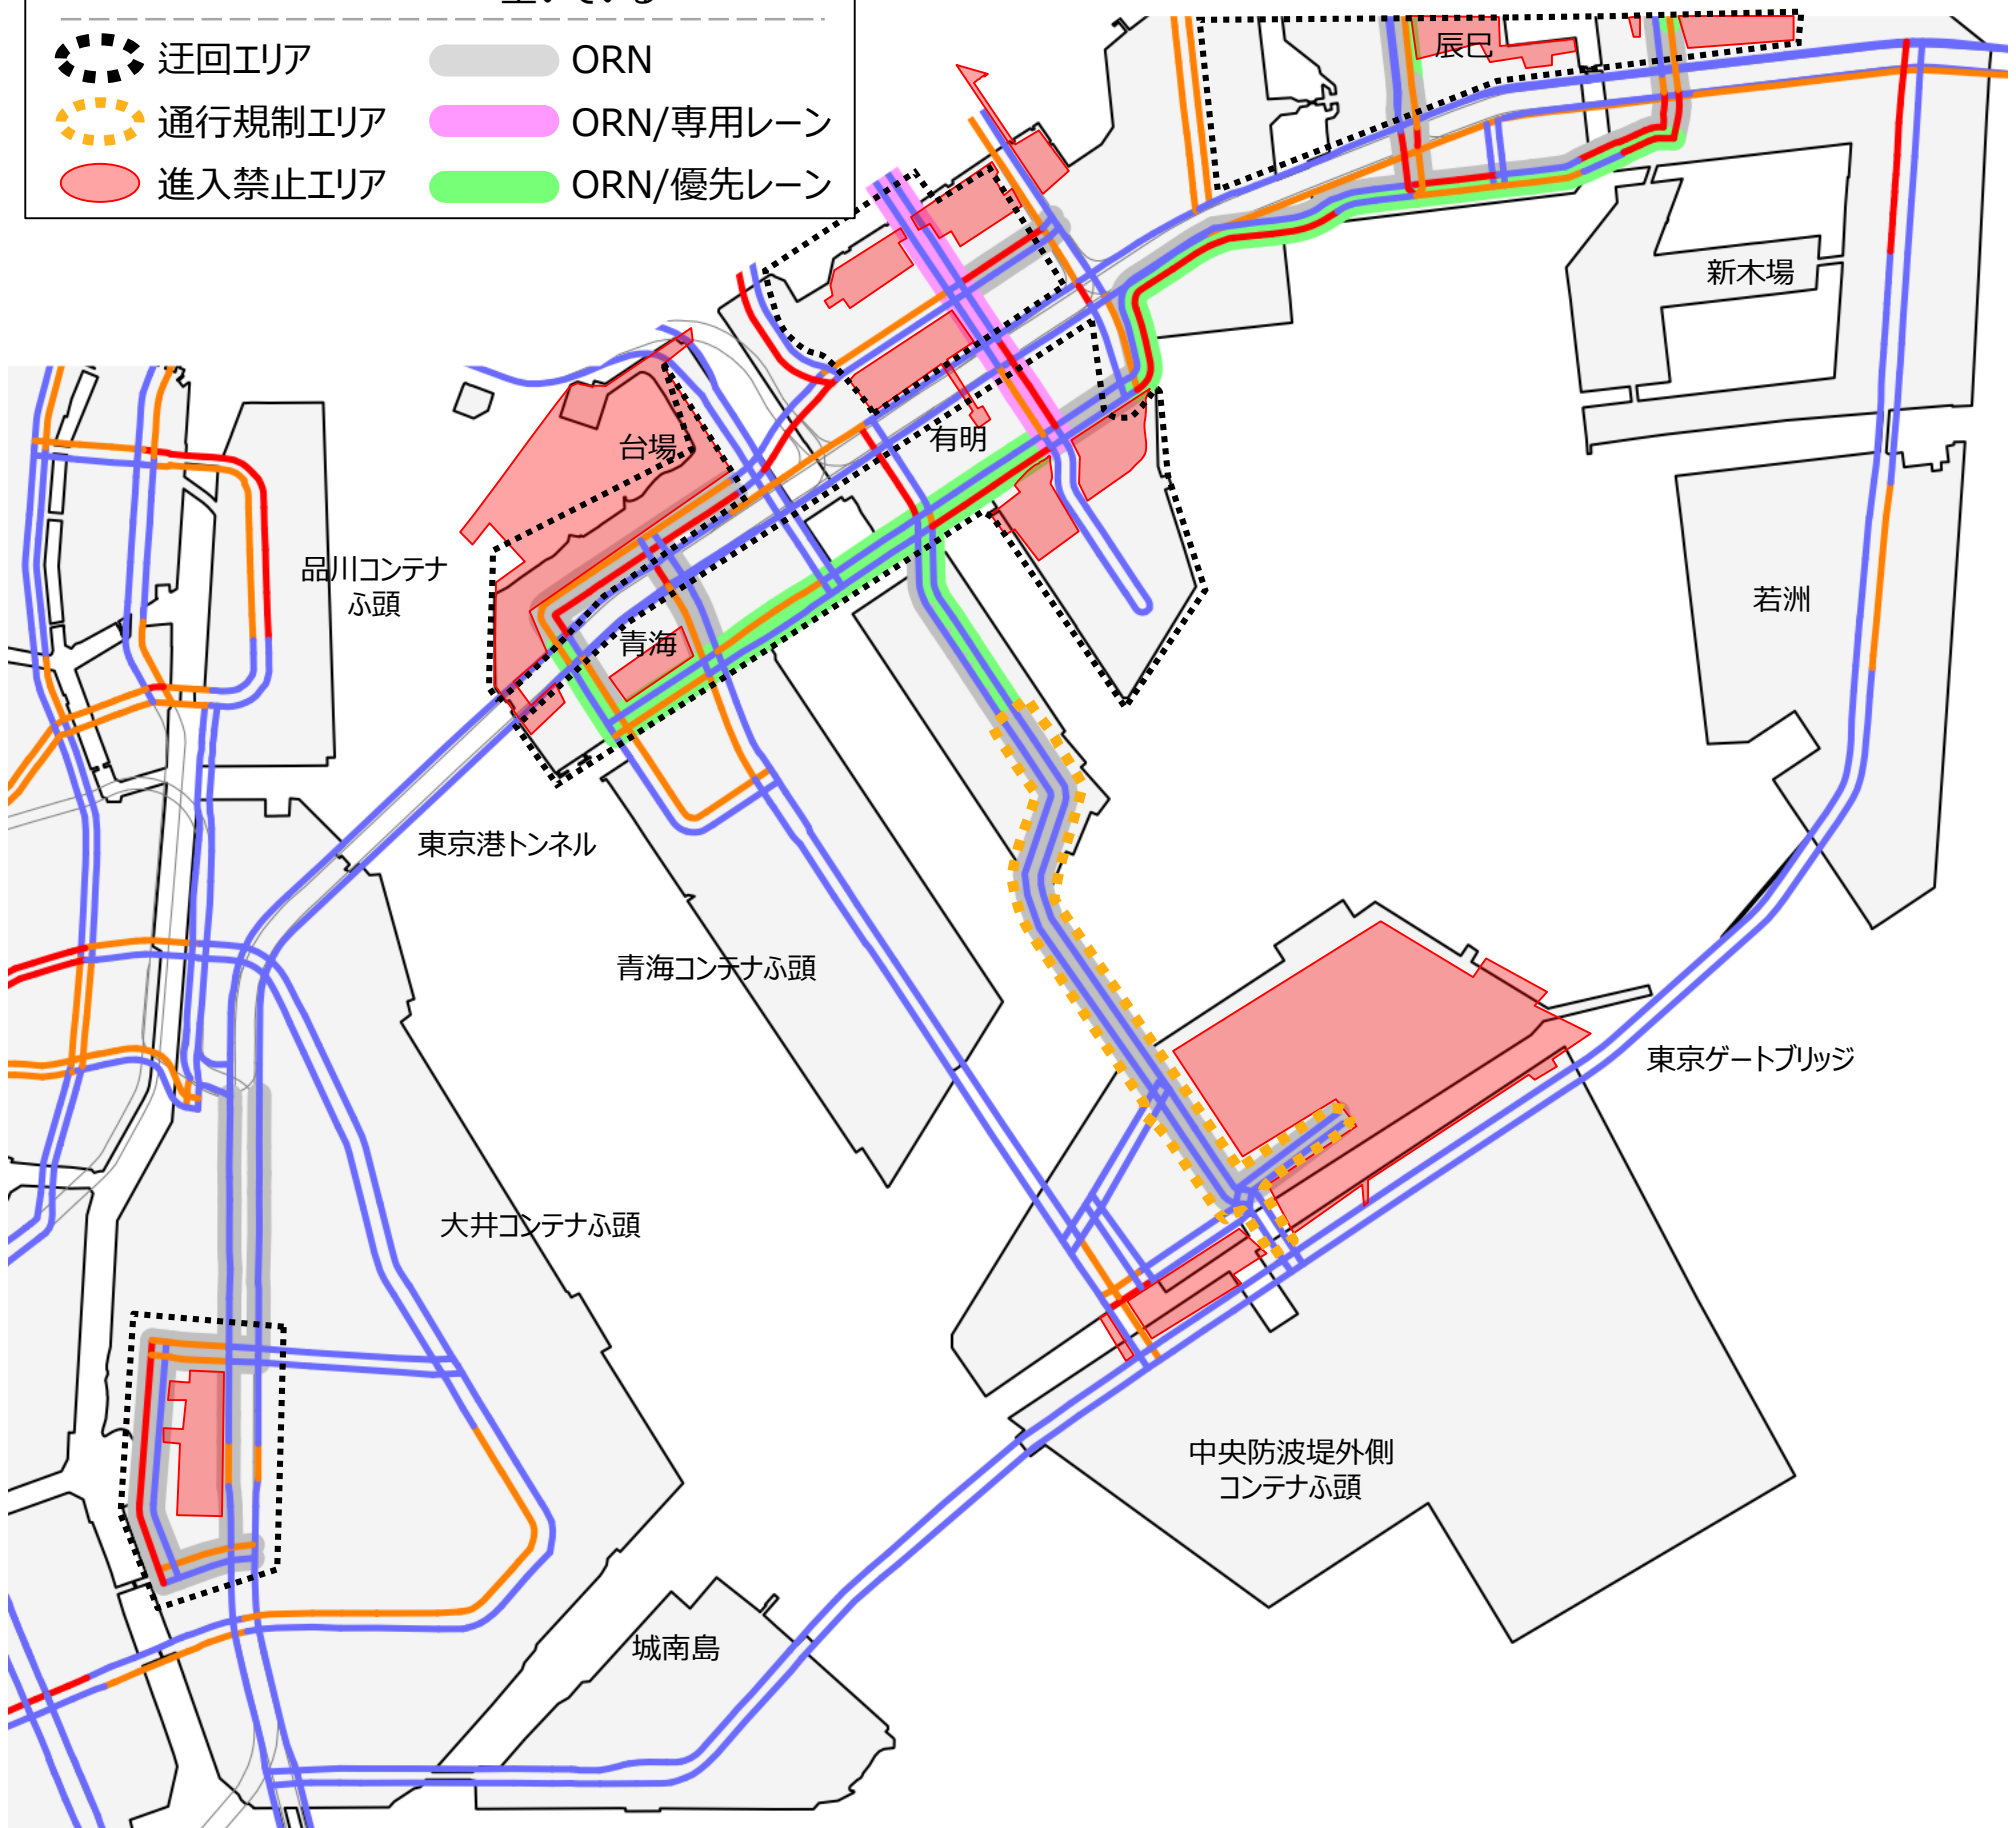 空いている
迂回エリア
ORN
通行規制エリア
ORN/専用レーン
進入禁止エリア
ORN/優先レーン
辰巳
新木場
台場
有明
品川コンテナ
ふ頭
若洲
青海
東京港トンネル
青海コンテナふ頭
東京ゲートブリッジ
大井コンテナふ頭
中央防波堤外側
コンテナふ頭
城南島